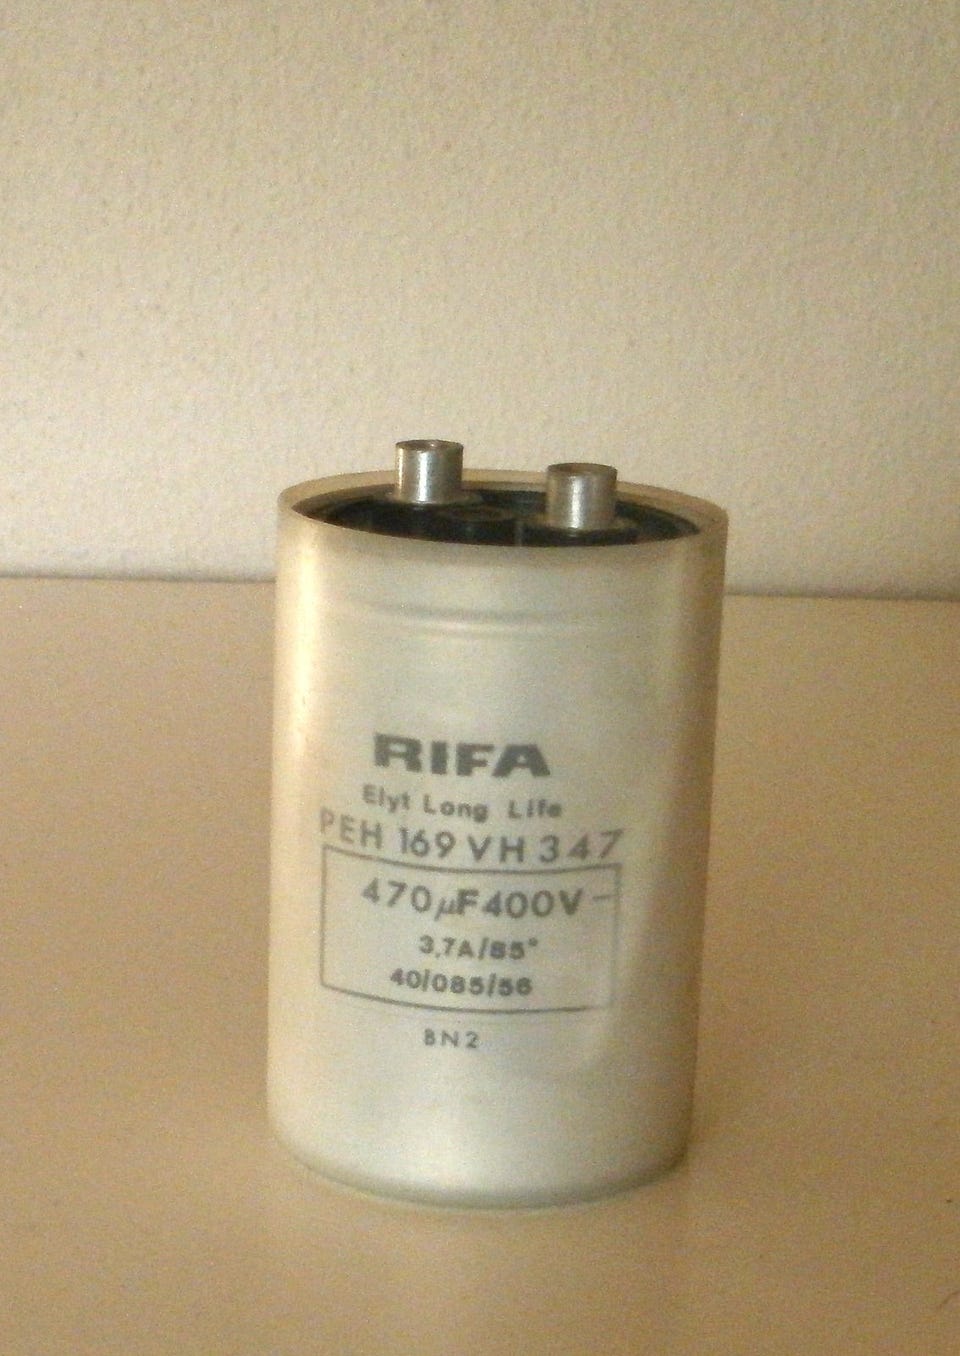 RIFA
Elyt Long Life
PEH 169 VH 347
470µF400V–
3,7A/85°
40/085/56
8N2